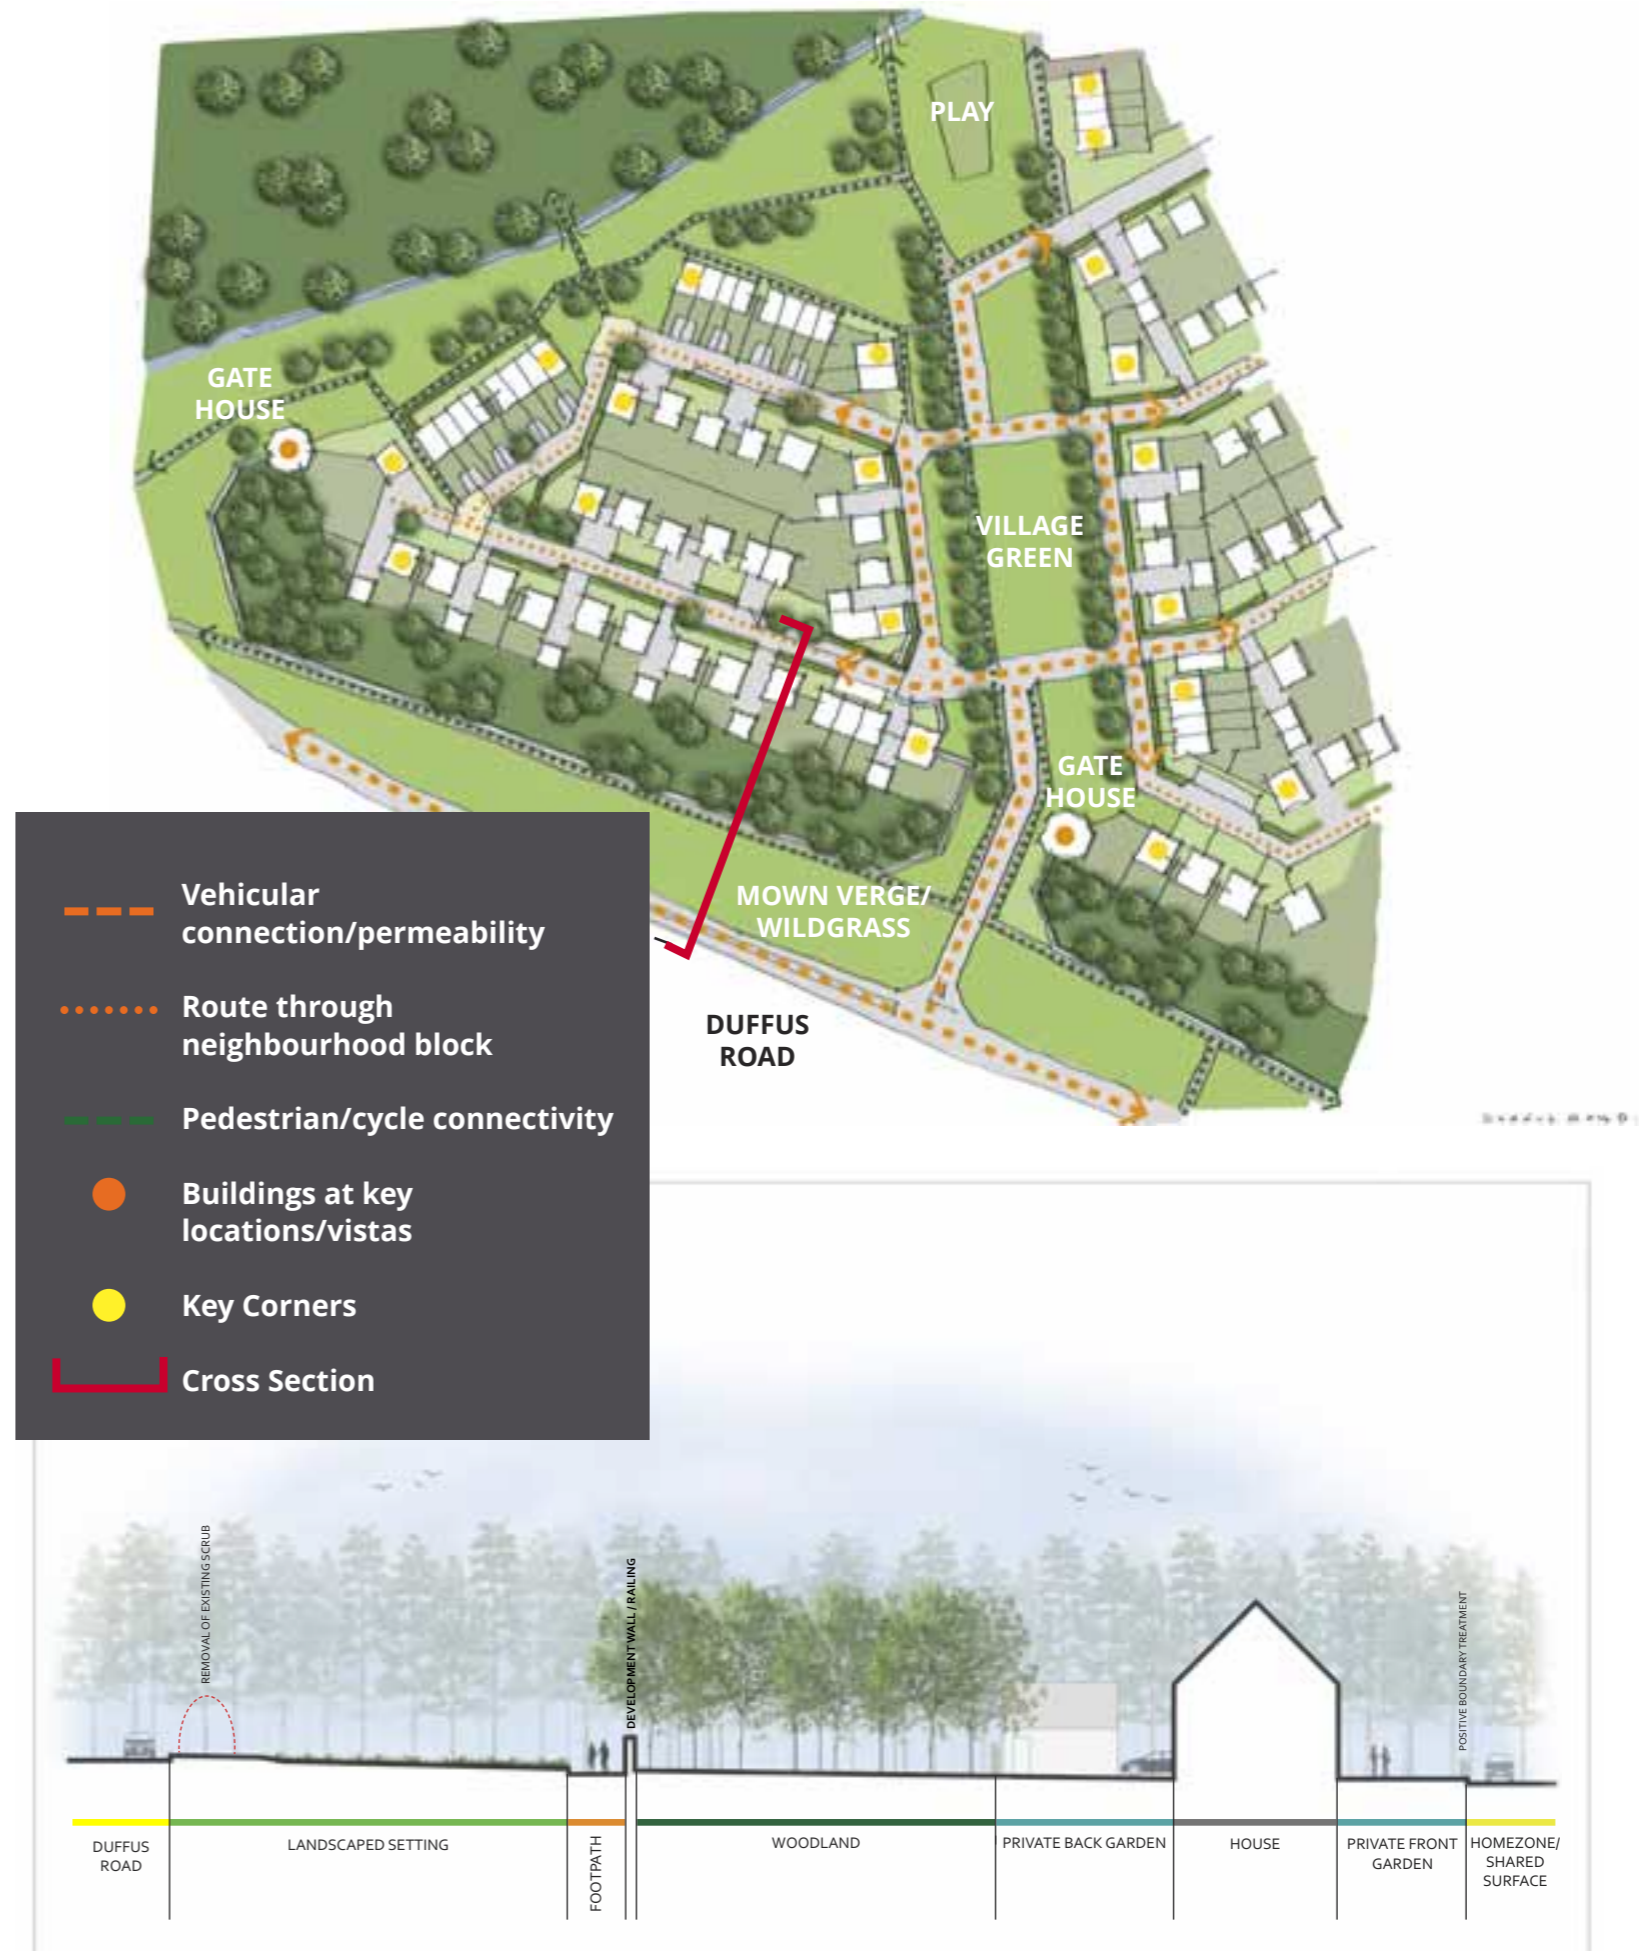 PLAY
GATE
HOUSE
VILLAGE
GREEN
GATE
HOUSE
MOWN VERGE/
WILDGRASS
DUFFUS
ROAD
Vehicular
connection/permeability
Route through
neighbourhood block
Pedestrian/cycle connectivity
Buildings at key
locations/vistas
Key Corners
Cross Section
REMOVAL OF EXISTING SCRUB
DEVELOPMENT WALL / RAILING
POSITIVE BOUNDARY TREATMENT
DUFFUS
ROAD
LANDSCAPED SETTING
FOOTPATH
WOODLAND
PRIVATE BACK GARDEN
HOUSE
PRIVATE FRONT
GARDEN
HOMEZONE/
SHARED
SURFACE